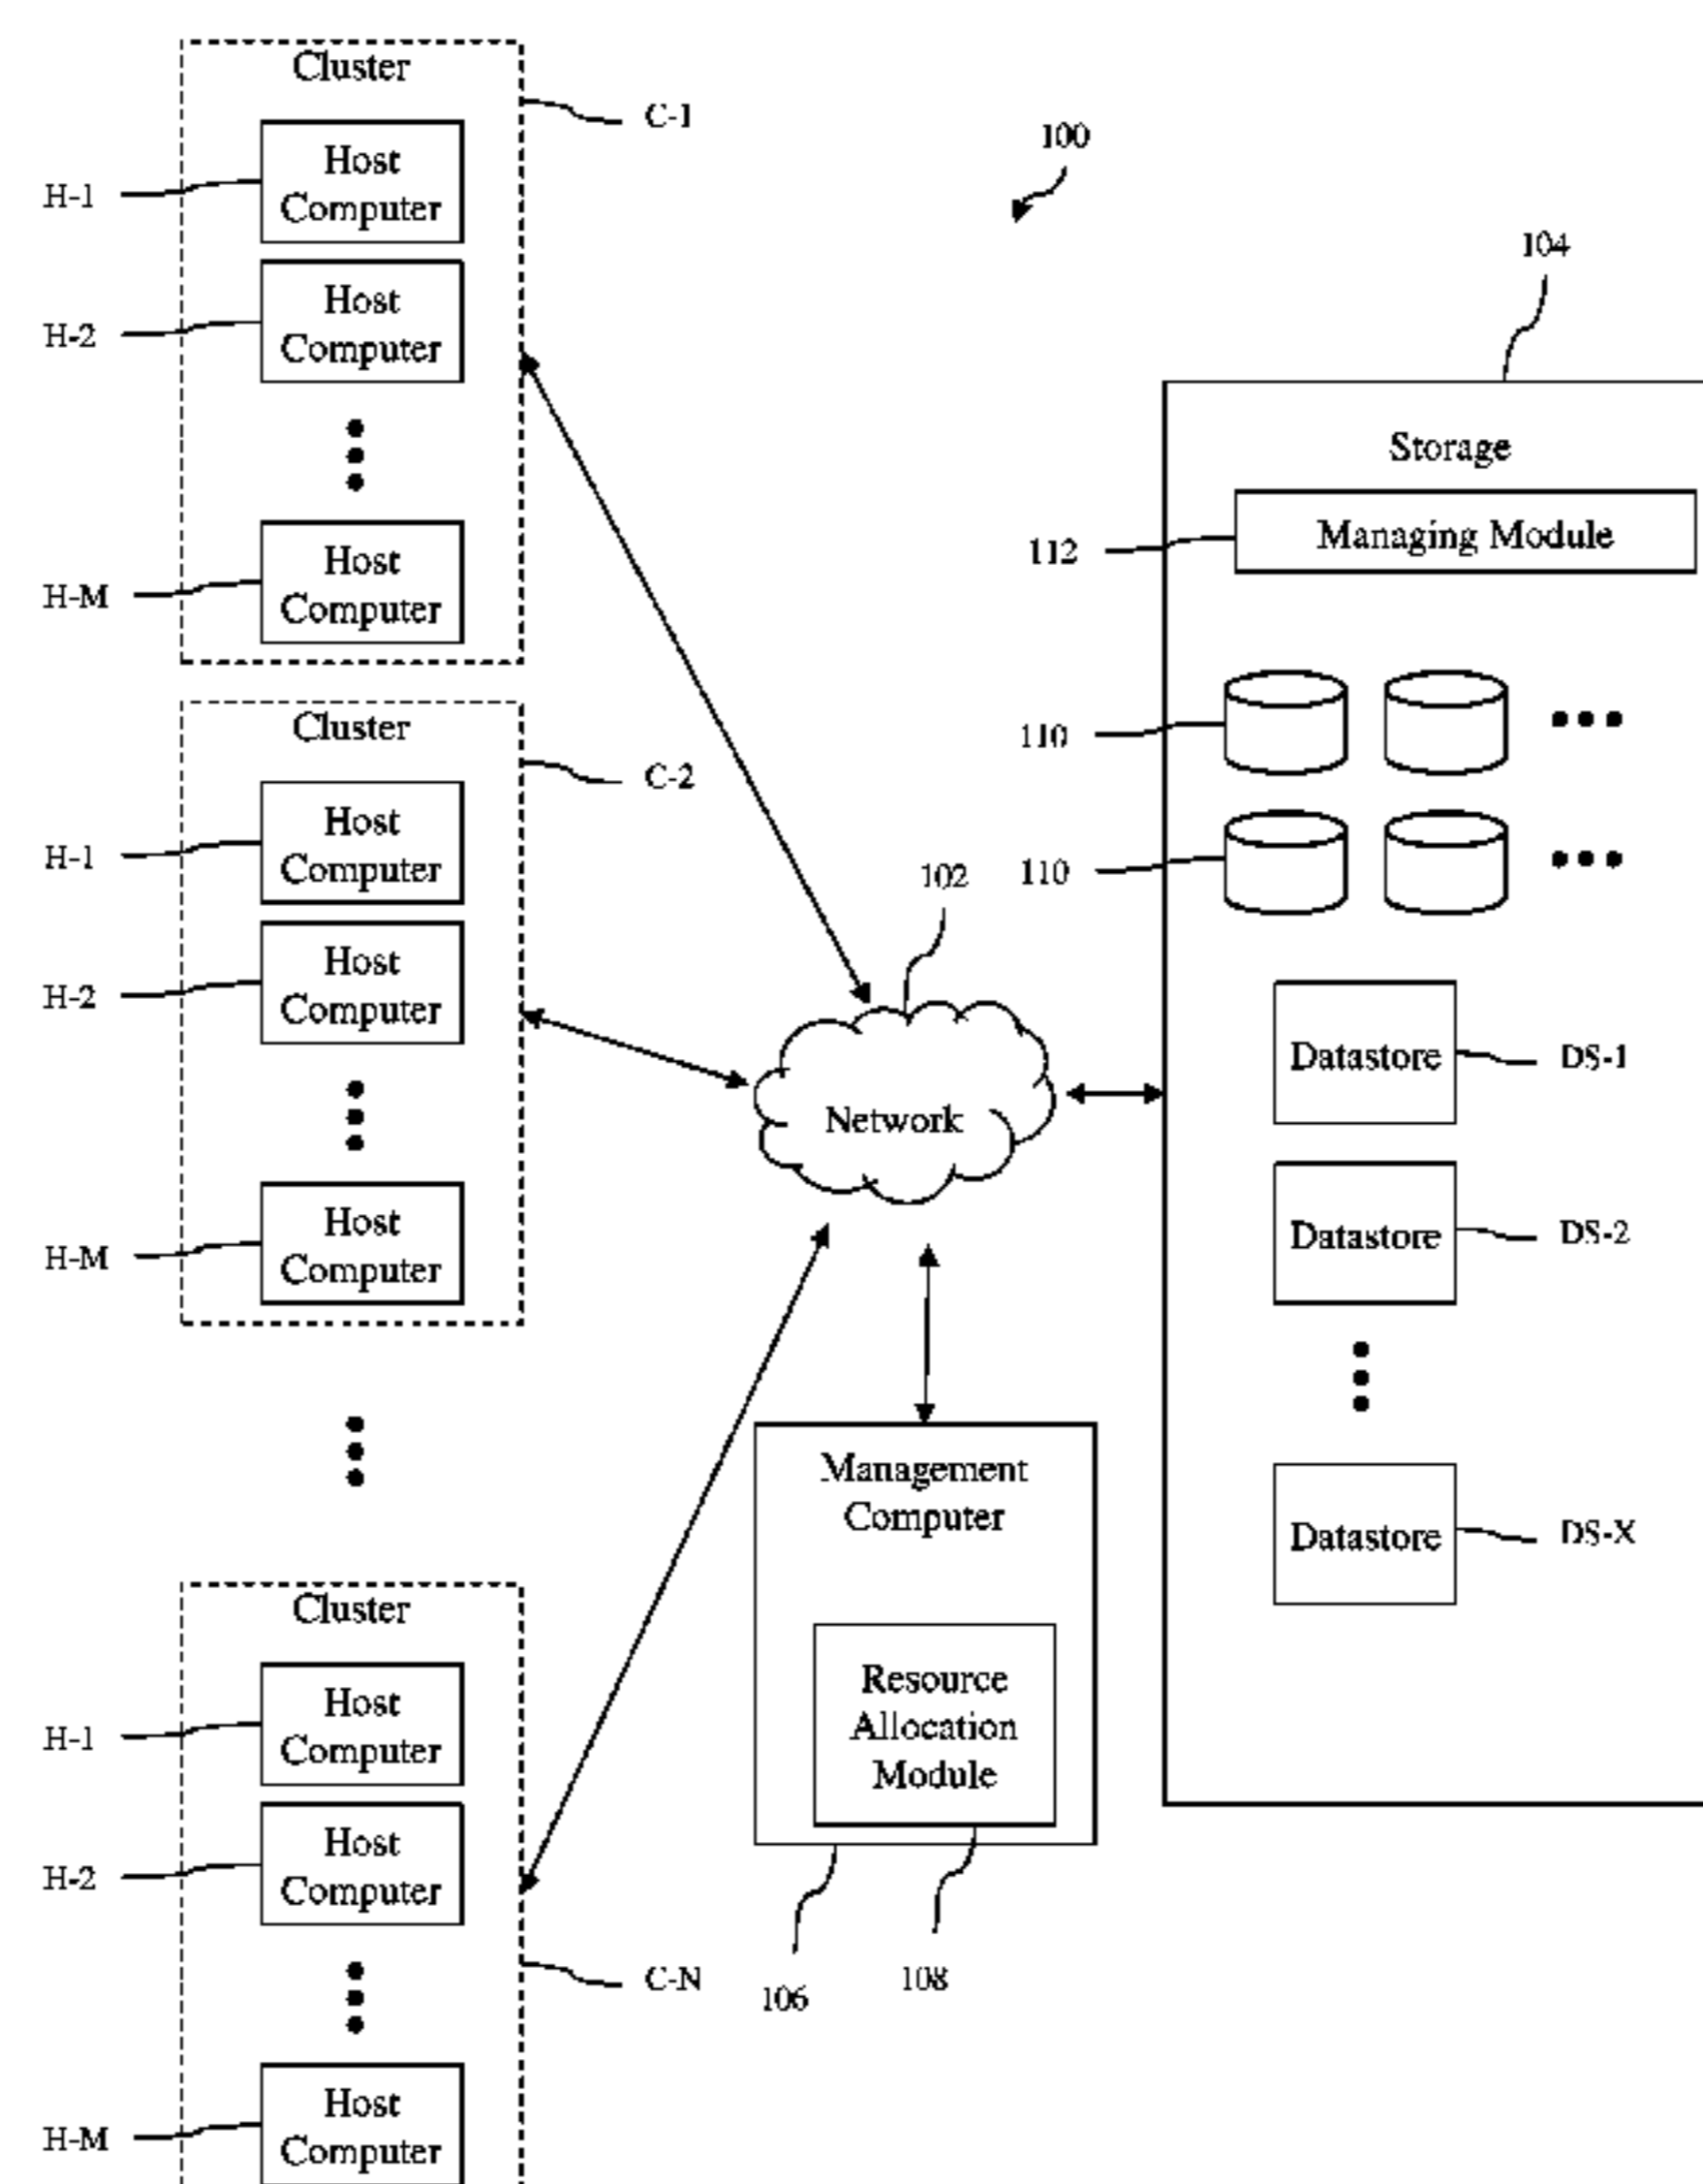 Cluster
C-1
Host
Computer
H-1
Host
Computer
H-2
Host
Computer
H-M
Cluster
C-2
Host
Computer
H-1
Host
Computer
H-2
Host
Computer
H-M
Cluster
Host
Computer
H-1
Host
Computer
H-2
C-N
Host
Computer
H-M
100
102
Network
Management
Computer
Resource
Allocation
Module
106
108
104
Storage
Managing Module
112
110
110
Datastore
DS-1
Datastore
DS-2
Datastore
DS-X